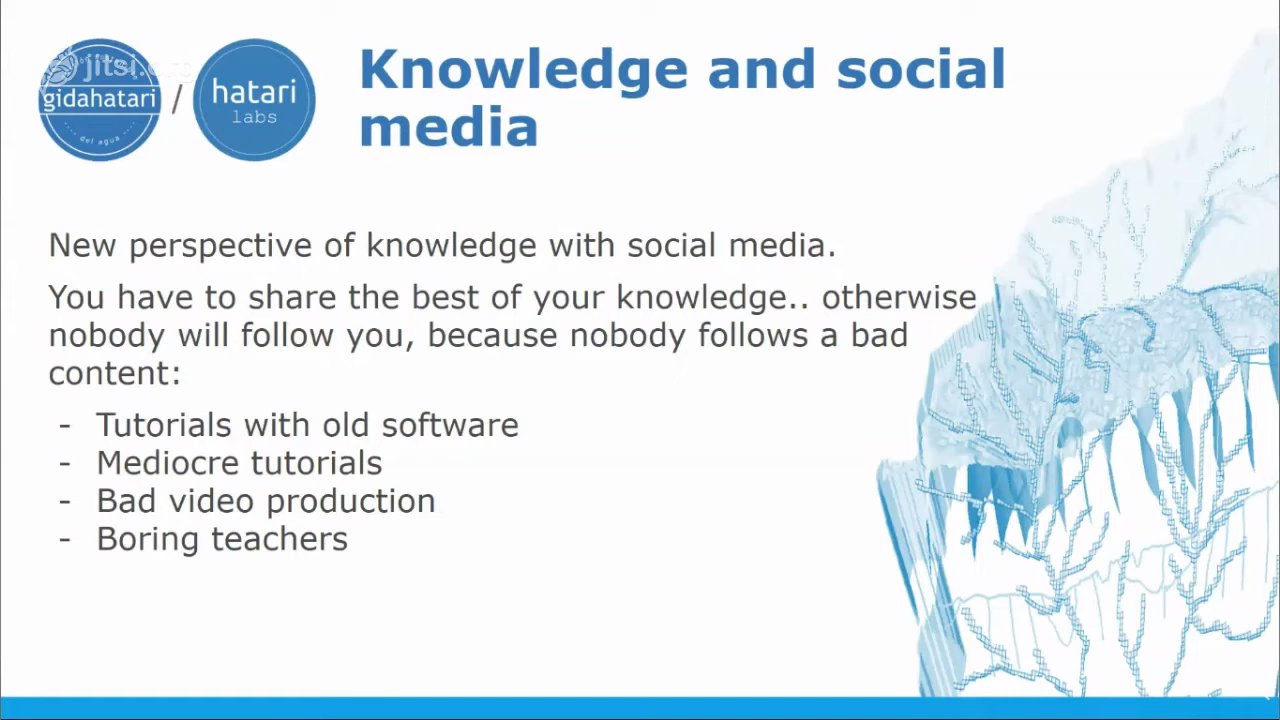 jitsi.org
gidahatari
del agua
/
hatari
labs
Knowledge and social
media
New perspective of knowledge with social media.
You have to share the best of your knowledge.. otherwise
nobody will follow you, because nobody follows a bad
content:
- Tutorials with old software
- Mediocre tutorials
- Bad video production
- Boring teachers